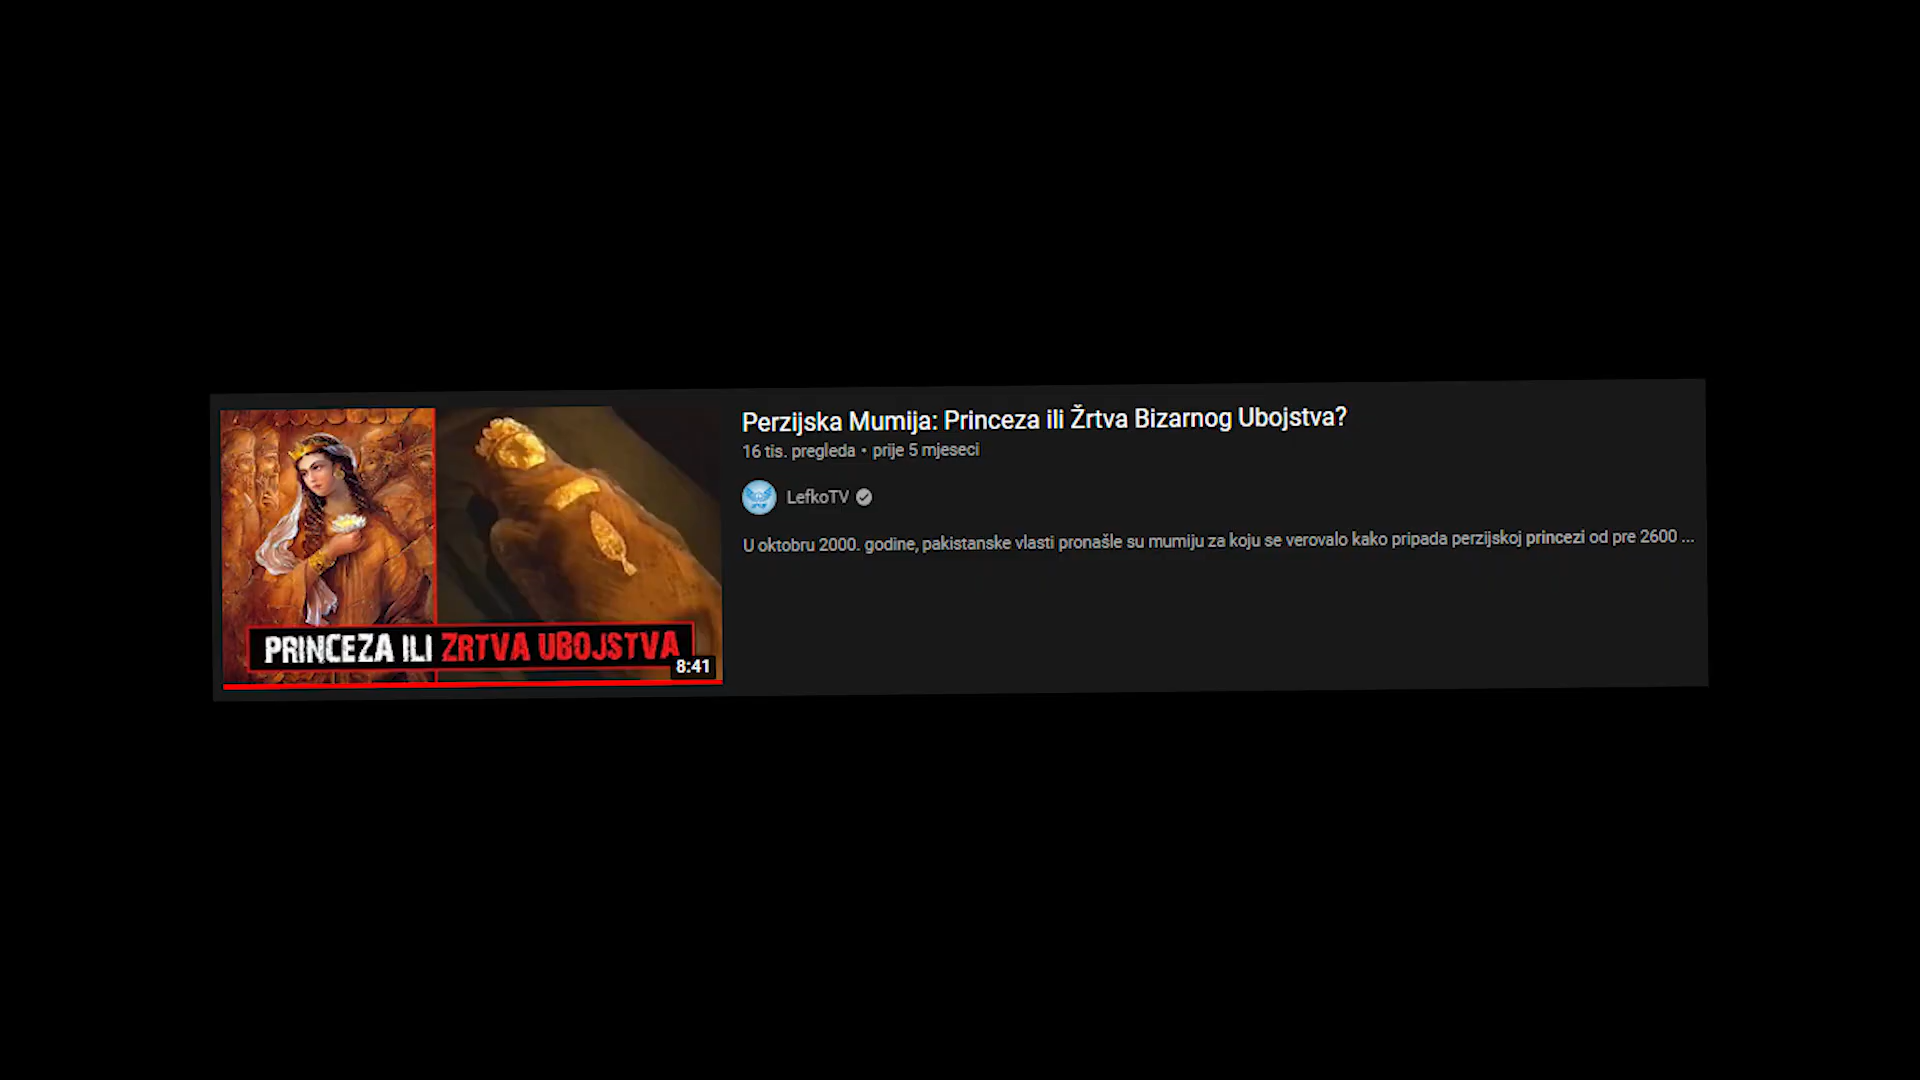 PRINCEZA ILI ZRTVA UBOJSTVA
8:41
Perzijska Mumija: Princeza ili Žrtva Bizarnog Ubojstva?
16 tis. pregleda • prije 5 mjeseci
LefkoTV
U oktobru 2000. godine, pakistanske vlasti pronašle su mumiju za koju se verovalo kako pripada perzijskoj princezi od pre 2600 ...